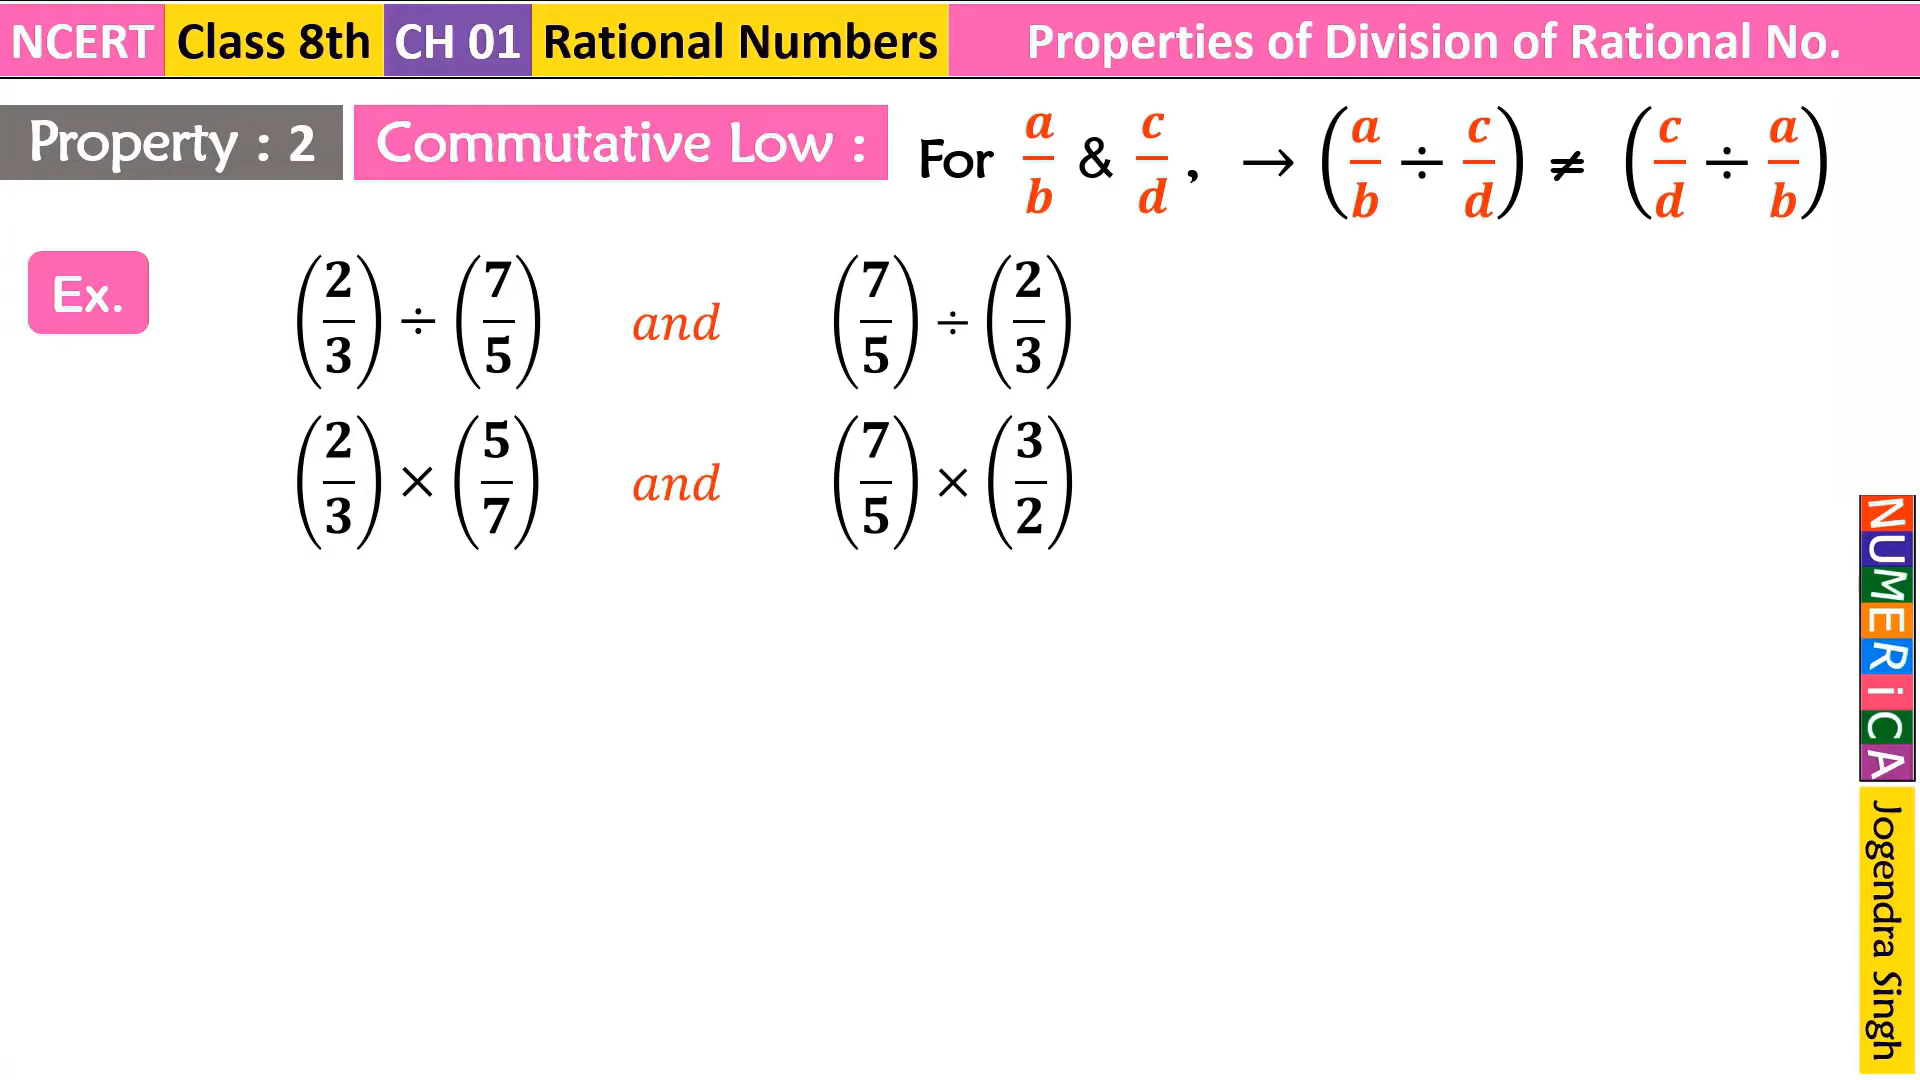 NCERT Class 8th CH 01 Rational Numbers Properties of Division of Rational No.
Property : 2 Commutative Low : For a/b & c/d , → (a/b ÷ c/d) ≠ (c/d ÷ a/b)
Ex. (2/3) ÷ (7/5) and (7/5) ÷ (2/3)
(2/3) × (5/7) and (7/5) × (3/2)
NUMERiCA
Jogendra Singh